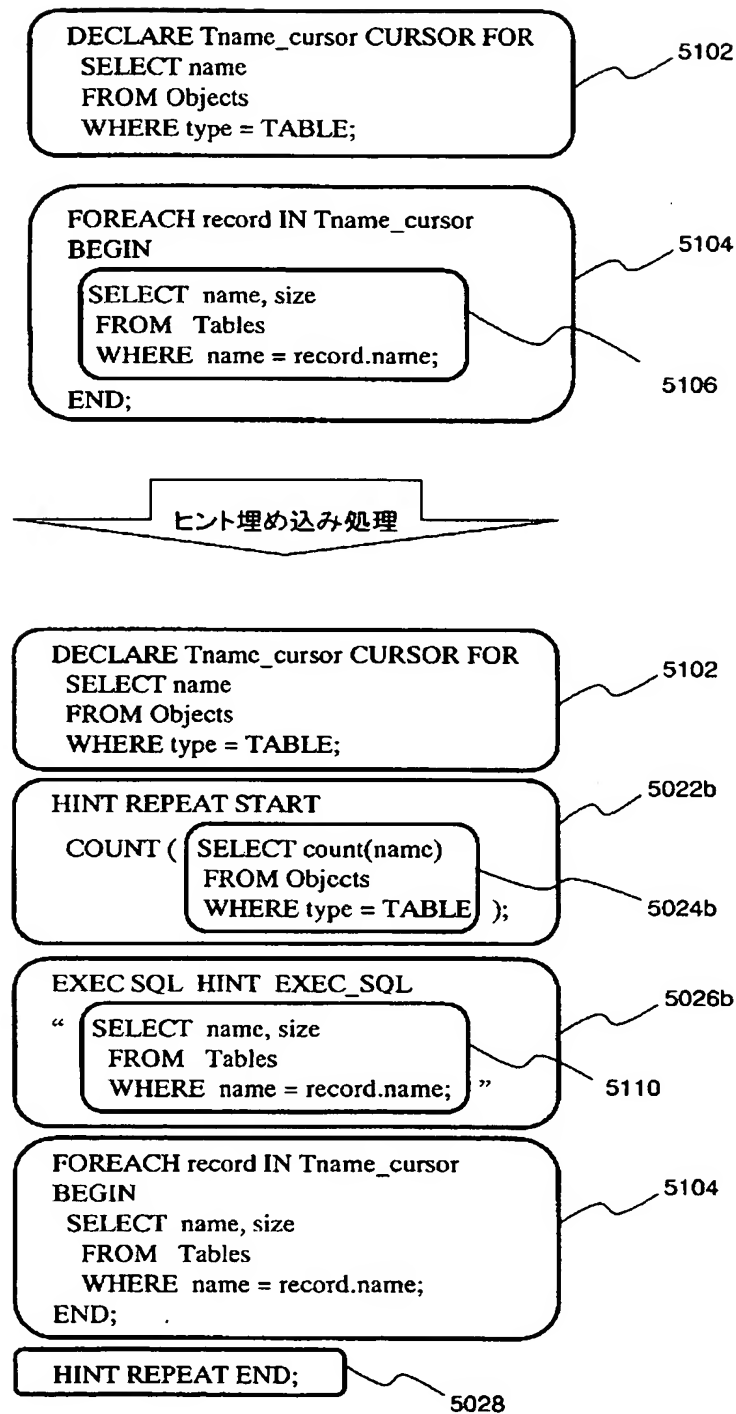 DECLARE Tname_cursor CURSOR FOR
SELECT name
FROM Objects
WHERE type = TABLE;
5102
FOREACH record IN Tname_cursor
BEGIN
5104
SELECT name, size
FROM Tables
WHERE name = record.name;
5106
END;
ヒント埋め込み処理
DECLARE Tname_cursor CURSOR FOR
SELECT name
FROM Objects
WHERE type = TABLE;
5102
HINT REPEAT START
5022b
COUNT ( SELECT count(name)
FROM Objects
WHERE type = TABLE );
5024b
EXEC SQL HINT EXEC_SQL
5026b
“ SELECT name, size
FROM Tables
WHERE name = record.name; ”
5110
FOREACH record IN Tname_cursor
BEGIN
5104
SELECT name, size
FROM Tables
WHERE name = record.name;
END;
HINT REPEAT END;
5028